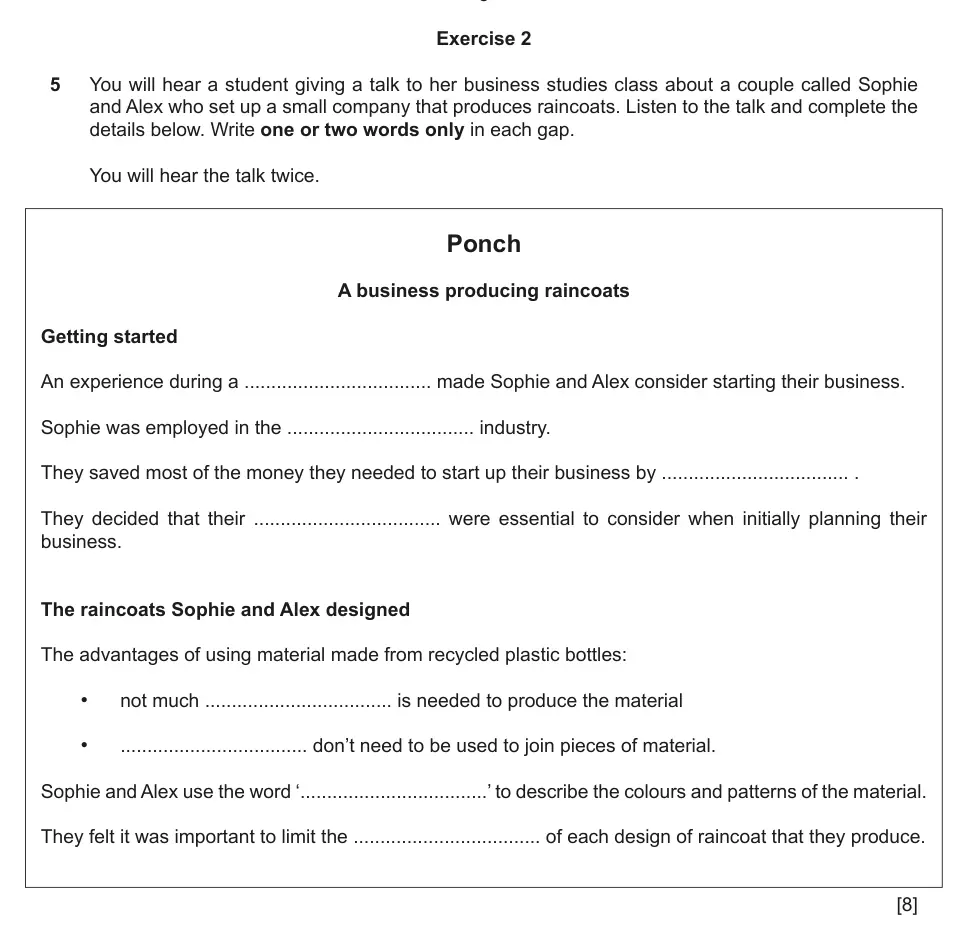 Exercise 2
5 You will hear a student giving a talk to her business studies class about a couple called Sophie
and Alex who set up a small company that produces raincoats. Listen to the talk and complete the
details below. Write one or two words only in each gap.
You will hear the talk twice.
Ponch
A business producing raincoats
Getting started
An experience during a ................................... made Sophie and Alex consider starting their business.
Sophie was employed in the ................................... industry.
They saved most of the money they needed to start up their business by ................................... .
They decided that their ................................... were essential to consider when initially planning their
business.
The raincoats Sophie and Alex designed
The advantages of using material made from recycled plastic bottles:
• not much ................................... is needed to produce the material
• ................................... don’t need to be used to join pieces of material.
Sophie and Alex use the word ‘...................................’ to describe the colours and patterns of the material.
They felt it was important to limit the ................................... of each design of raincoat that they produce.
[8]